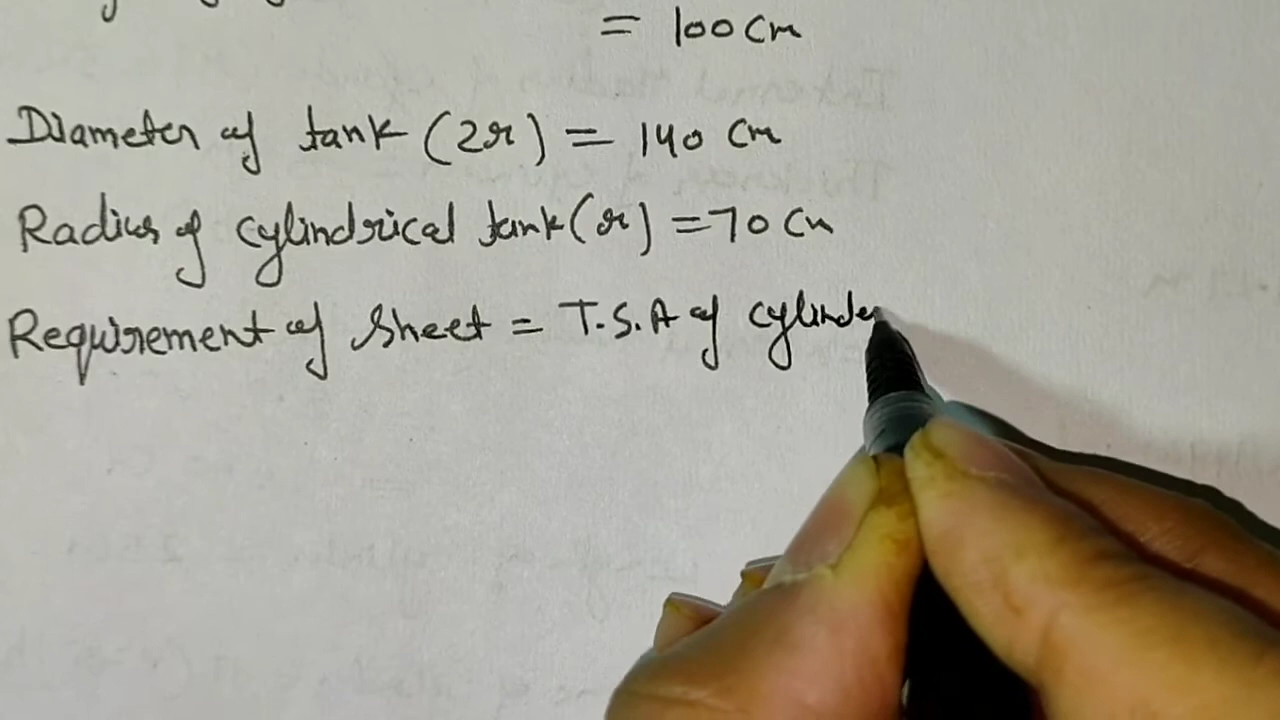 = 100 cm
Diameter of tank (2r) = 140 cm
Radius of cylindrical tank (r) = 70 cm
Requirement of sheet = T.S.A of cylinder